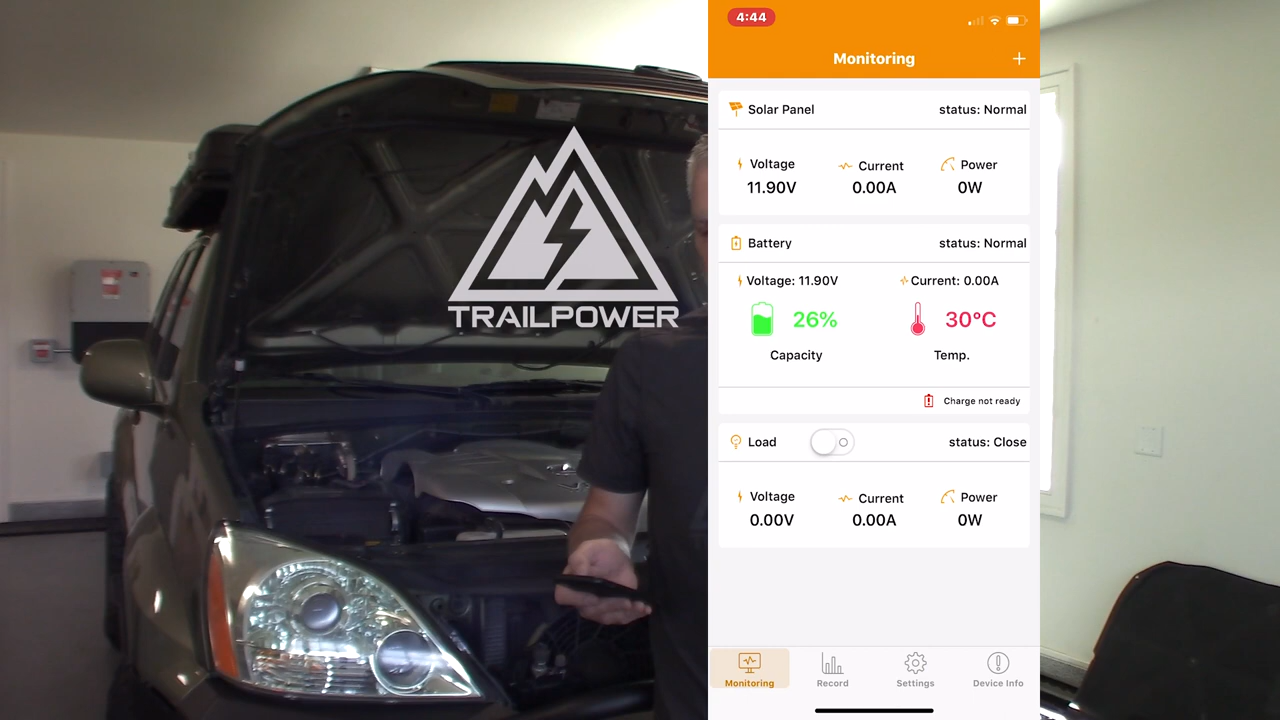 TRAILPOWER
4:44
Monitoring
+
Solar Panel
status: Normal
Voltage
Current
Power
11.90V
0.00A
0W
Battery
status: Normal
Voltage: 11.90V
Current: 0.00A
26%
30°C
Capacity
Temp.
Charge not ready
Load
status: Close
Voltage
Current
Power
0.00V
0.00A
0W
Monitoring
Record
Settings
Device Info